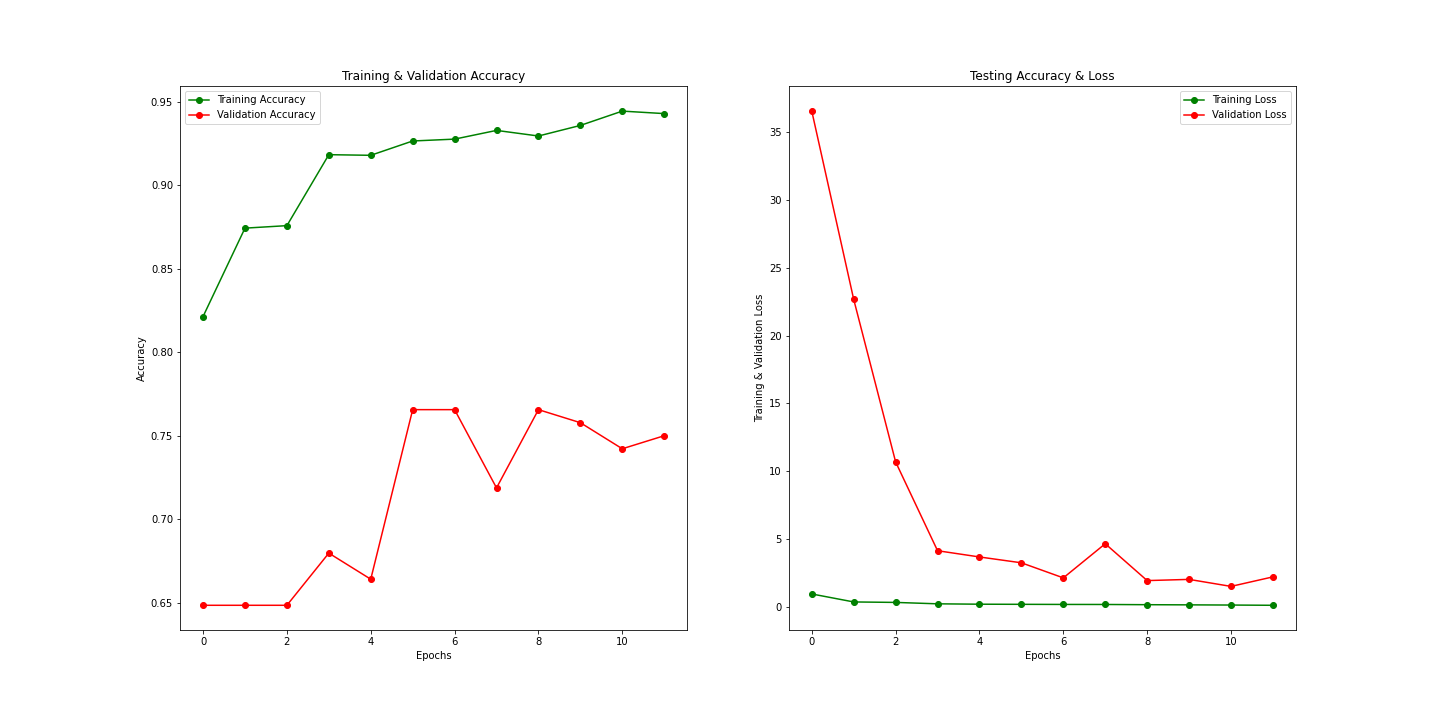 Training & Validation Accuracy
Training Accuracy
Validation Accuracy
0.95
0.90
0.85
0.80
0.75
0.70
0.65
Accuracy
0 2 4 6 8 10
Epochs
Testing Accuracy & Loss
Training Loss
Validation Loss
35
30
25
20
15
10
5
0
Training & Validation Loss
0 2 4 6 8 10
Epochs